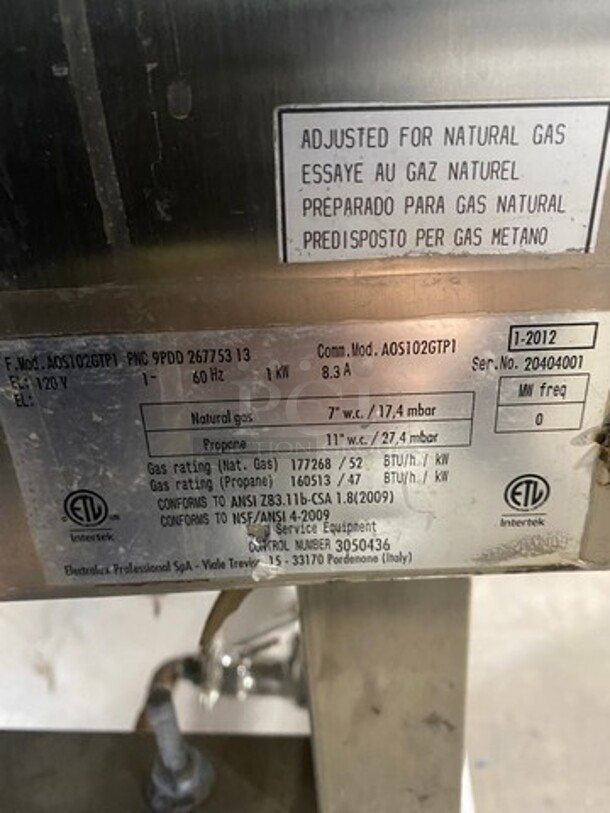 ADJUSTED FOR NATURAL GAS
ESSAYE AU GAZ NATUREL
PREPARADO PARA GAS NATURAL
PREDISPOSTO PER GAS METANO
F.Mod. AOS102GTP1 PNC 9PDD 267753 13 Comm.Mod. AOS102GTP1
1-2012
EL: 120 V 1~ 60 Hz 1 kW 8.3 A Ser.No. 20404001
EL:
MW freq
0
Natural gas 7" w.c. / 17,4 mbar
Propane 11" w.c. / 27,4 mbar
Gas rating (Nat. Gas) 177268 / 52 BTU/h / kW
Gas rating (Propane) 160513 / 47 BTU/h / kW
CONFORMS TO ANSI Z83.11b-CSA 1.8(2009)
CONFORMS TO NSF/ANSI 4-2009
Service Equipment
CONTROL NUMBER 3050436
Electrolux Professional SpA - Viale Treviso, 15 - 33170 Pordenone (Italy)
ETL
Intertek
C US
ETL
Intertek